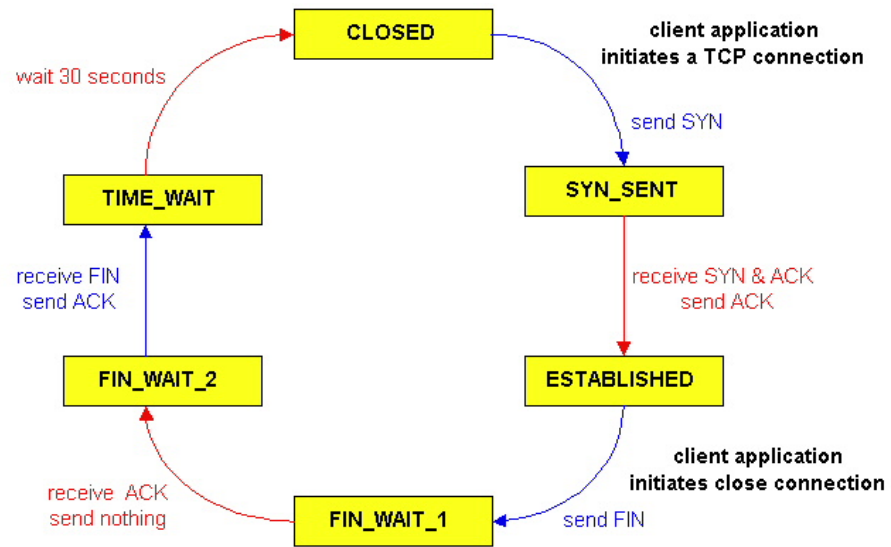 CLOSED
client application
initiates a TCP connection
wait 30 seconds
send SYN
TIME_WAIT
SYN_SENT
receive FIN
send ACK
receive SYN & ACK
send ACK
FIN_WAIT_2
ESTABLISHED
client application
initiates close connection
receive ACK
send nothing
FIN_WAIT_1
send FIN